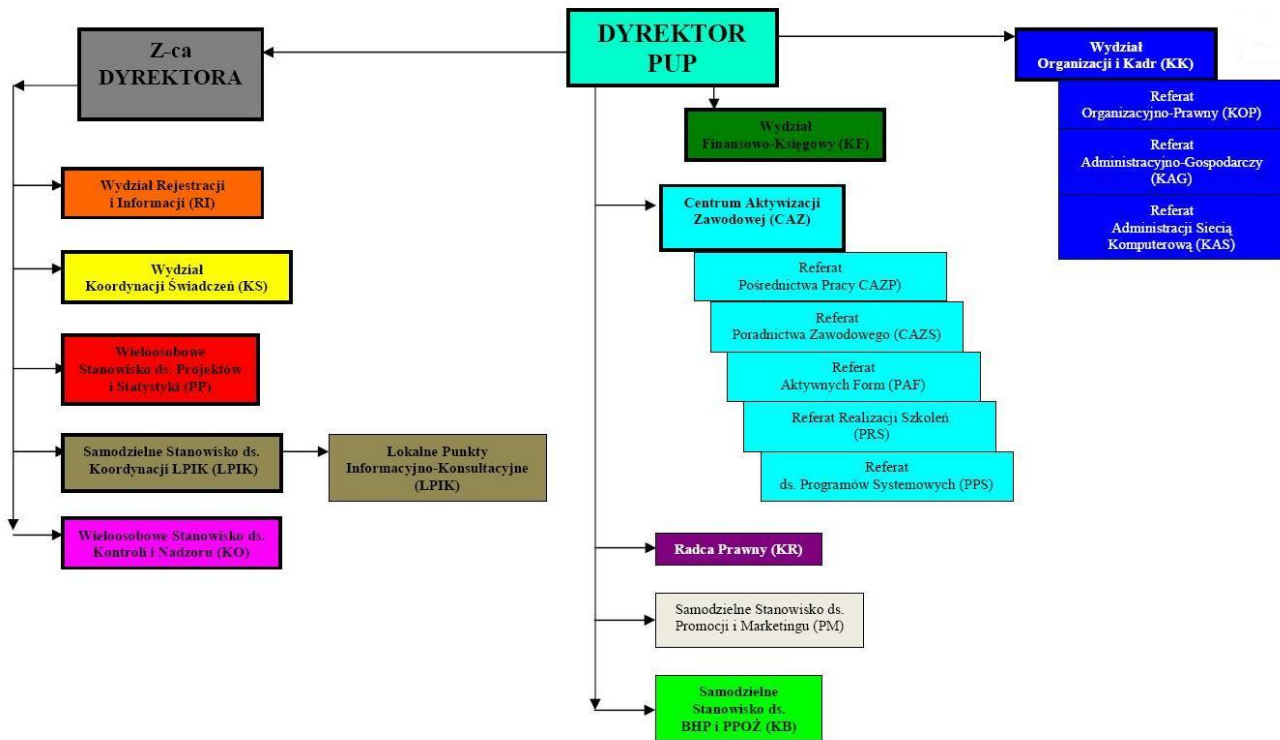 Z-ca
DYREKTORA
DYREKTOR
PUP
Wydział
Organizacji i Kadr (KK)
Referat
Organizacyjno-Prawny (KOP)
Referat
Administracyjno-Gospodarczy
(KAG)
Referat
Administracji Siecią
Komputerową (KAS)
Wydział
Finansowo-Księgowy (KF)
Wydział Rejestracji
i Informacji (RI)
Wydział
Koordynacji Świadczeń (KS)
Wieloosobowe
Stanowisko ds. Projektów
i Statystyki (PP)
Samodzielne Stanowisko ds.
Koordynacji LPIK (LPIK)
Lokalne Punkty
Informacyjno-Konsultacyjne
(LPIK)
Wieloosobowe Stanowisko ds.
Kontroli i Nadzoru (KO)
Centrum Aktywizacji
Zawodowej (CAZ)
Referat
Pośrednictwa Pracy CAZP)
Referat
Poradnictwa Zawodowego (CAZS)
Referat
Aktywnych Form (PAF)
Referat Realizacji Szkoleń
(PRS)
Referat
ds. Programów Systemowych (PPS)
Radca Prawny (KR)
Samodzielne Stanowisko ds.
Promocji i Marketingu (PM)
Samodzielne
Stanowisko ds.
BHP i PPOŻ (KB)